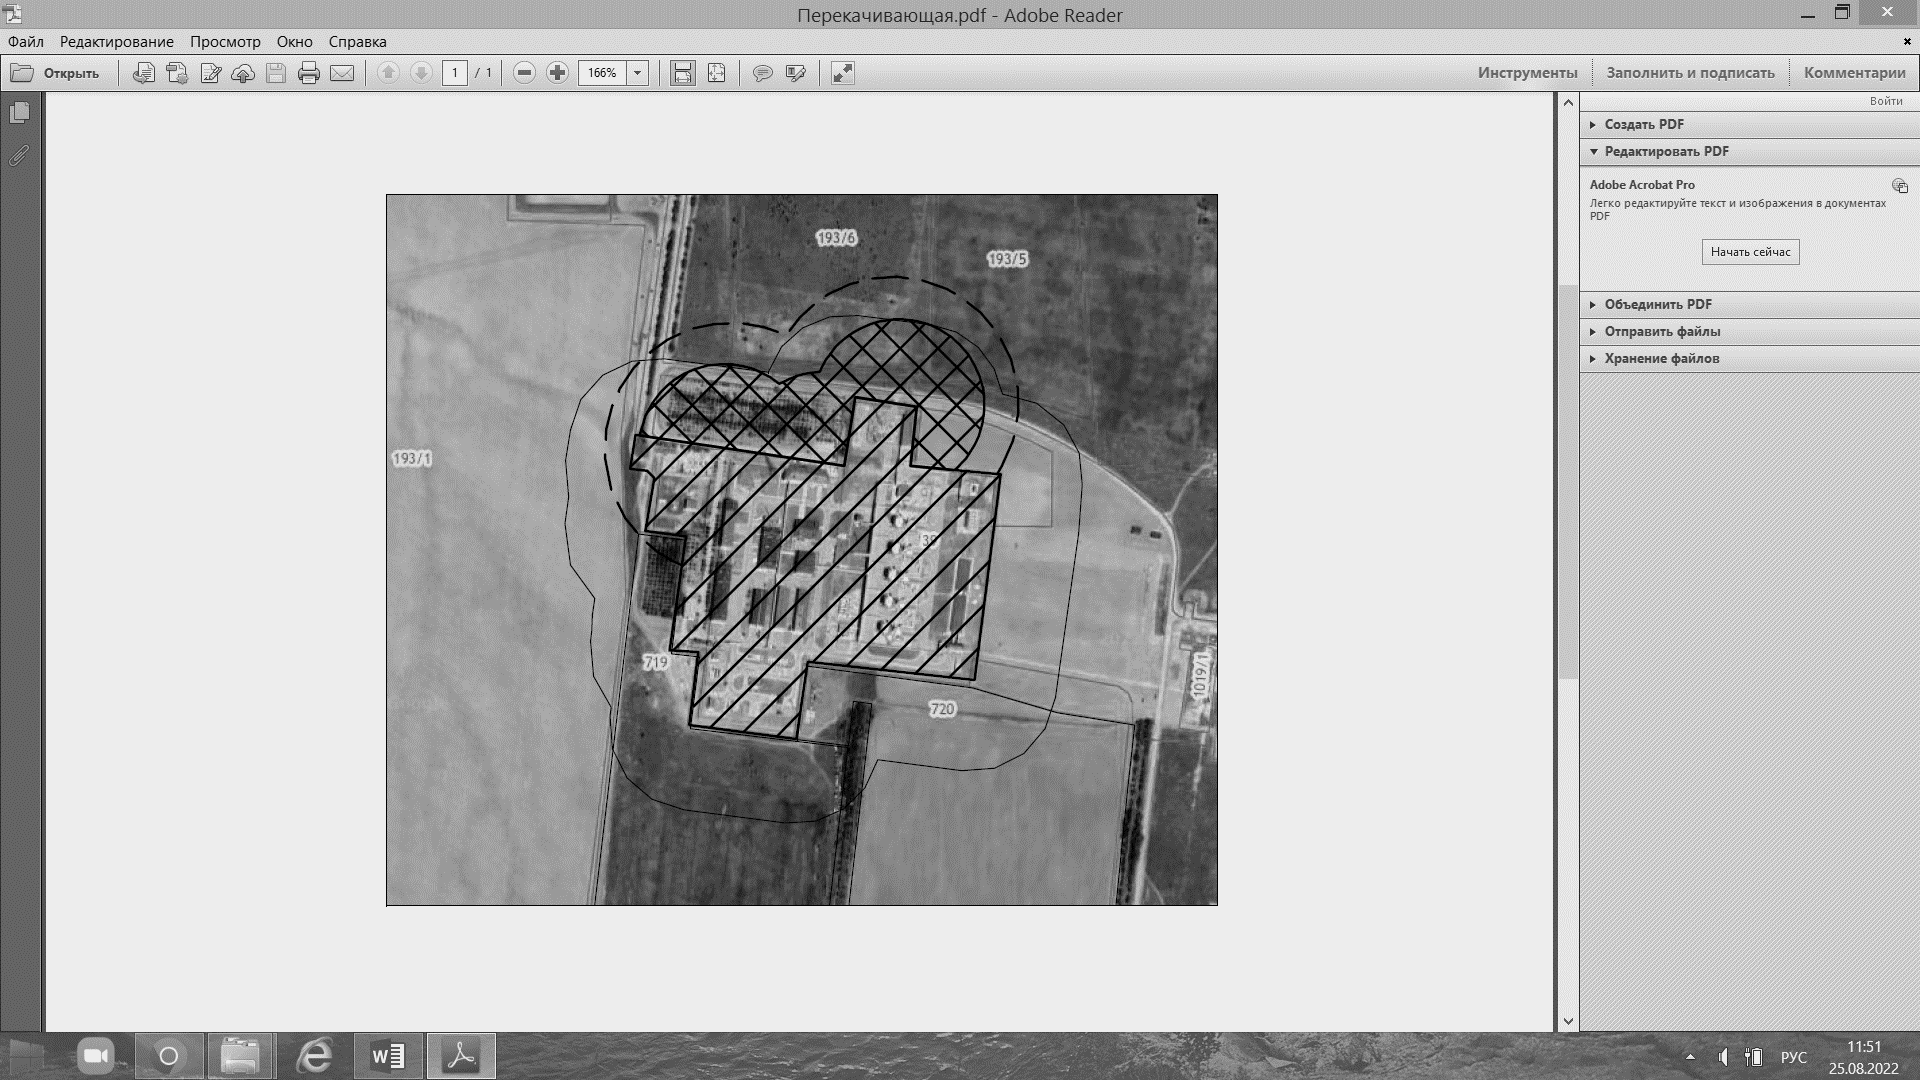 Перекачивающая.pdf - Adobe Reader
Файл Редактирование Просмотр Окно Справка
Открыть 1 / 1 166% Инструменты Заполнить и подписать Комментарии
Войти
Создать PDF
Редактировать PDF
Adobe Acrobat Pro
Легко редактируйте текст и изображения в документах
PDF
Начать сейчас
Объединить PDF
Отправить файлы
Хранение файлов
193/6
193/5
193/1
38
719
1019/1
720
11:51
РУС
25.08.2022